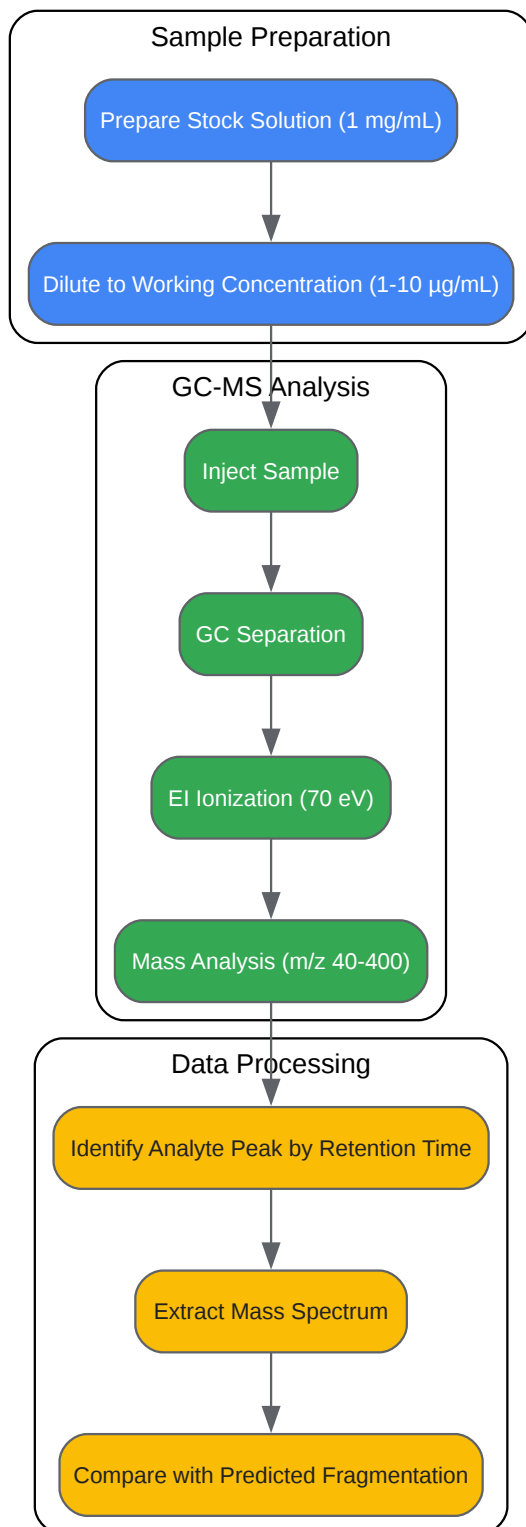 Sample Preparation
Prepare Stock Solution (1 mg/mL)
Dilute to Working Concentration (1-10 µg/mL)
GC-MS Analysis
Inject Sample
GC Separation
EI Ionization (70 eV)
Mass Analysis (m/z 40-400)
Data Processing
Identify Analyte Peak by Retention Time
Extract Mass Spectrum
Compare with Predicted Fragmentation